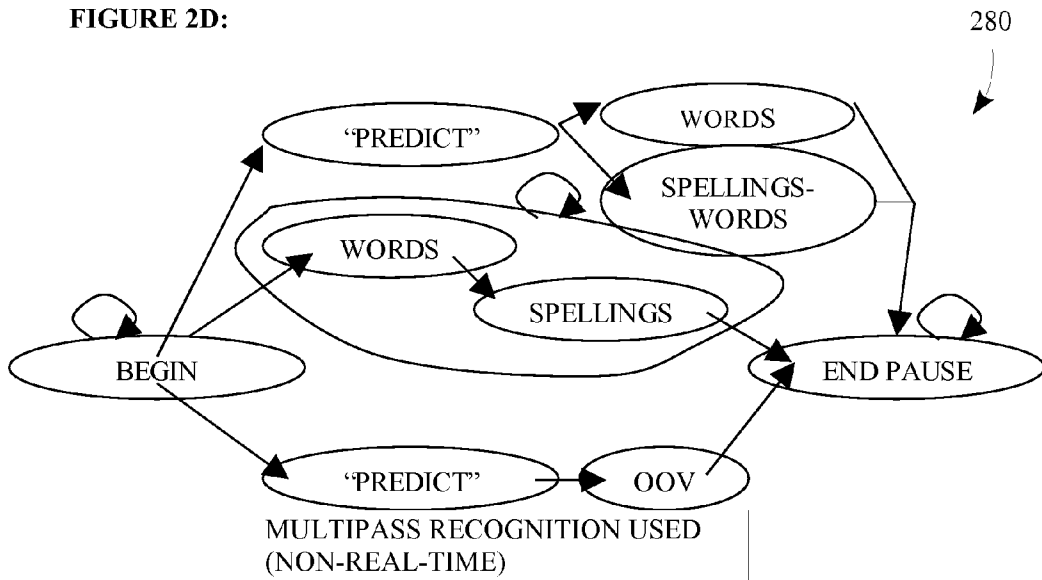 FIGURE 2D:
280
“PREDICT”
WORDS
SPELLINGS-
WORDS
WORDS
SPELLINGS
BEGIN
END PAUSE
“PREDICT”
OOV
MULTIPASS RECOGNITION USED
(NON-REAL-TIME)